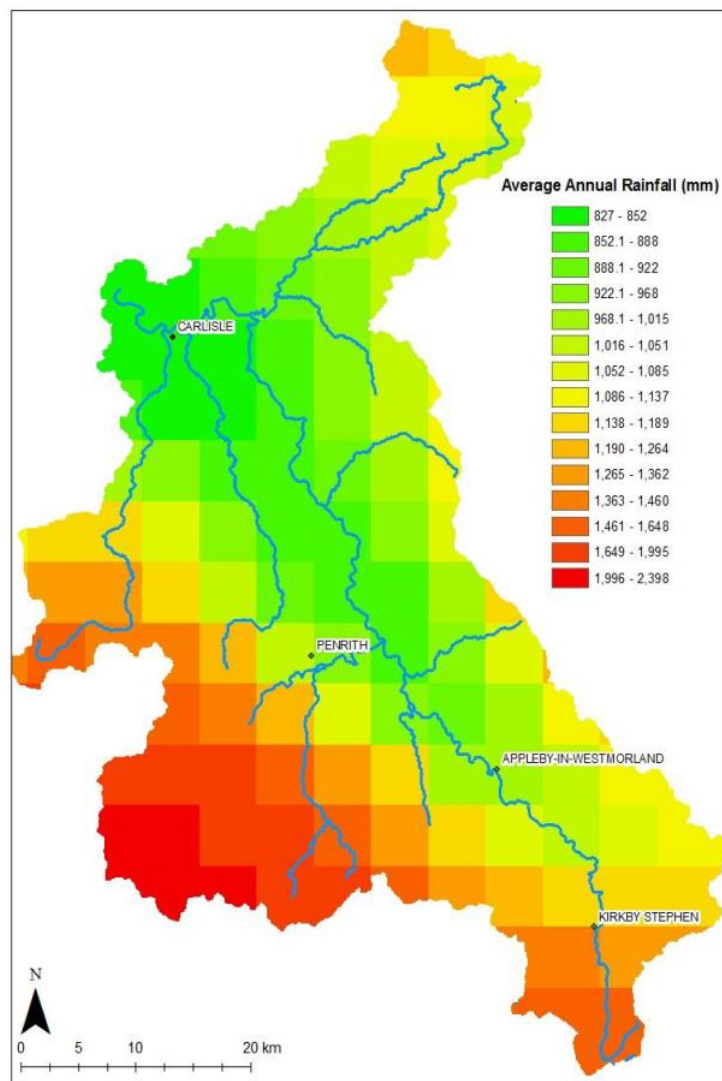 Average Annual Rainfall (mm)
827 - 852
852.1 - 888
888.1 - 922
922.1 - 968
968.1 - 1,015
1,016 - 1,051
1,052 - 1,085
1,086 - 1,137
1,138 - 1,189
1,190 - 1,264
1,265 - 1,362
1,363 - 1,460
1,461 - 1,648
1,649 - 1,995
1,996 - 2,398
CARLISLE
PENRITH
APPLEBY-IN-WESTMORLAND
KIRKBY STEPHEN
N
0 5 10 20 km